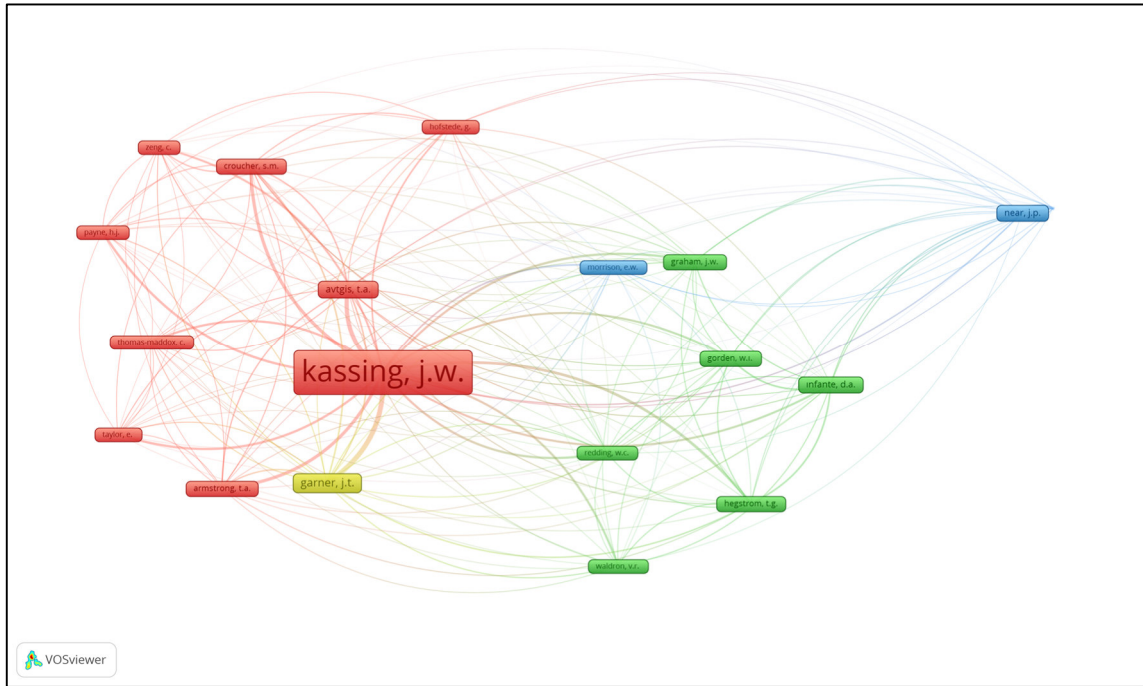 hofstede, g.
zeng, c.
croucher, s.m.
near, j.p.
payne, h.j.
graham, j.w.
morrison, e.w.
avtgis, t.a.
thomas-maddox, c.
gorden, w.i.
kassing, j.w.
infante, d.a.
taylor, e.
redding, w.c.
garner, j.t.
armstrong, t.a.
hegstrom, t.g.
waldron, v.r.
VOSviewer